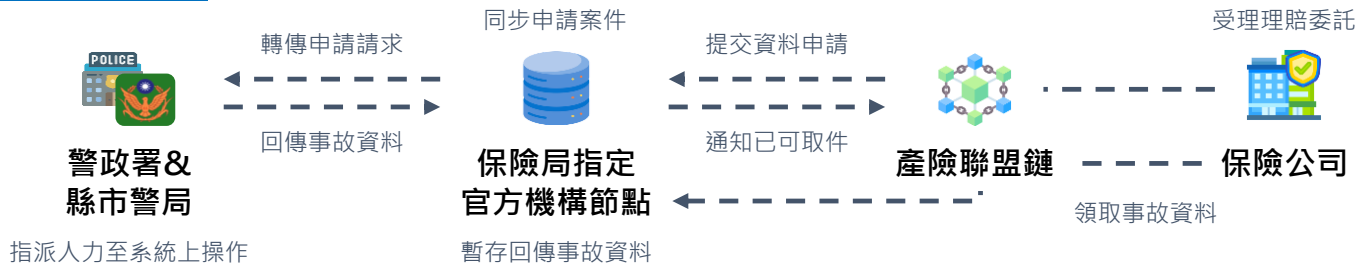 同步申請案件
受理理賠委託
轉傳申請請求
提交資料申請
POLICE
回傳事故資料
通知已可取件
警政署&
縣市警局
保險局指定
官方機構節點
產險聯盟鏈
保險公司
領取事故資料
指派人力至系統上操作
暫存回傳事故資料